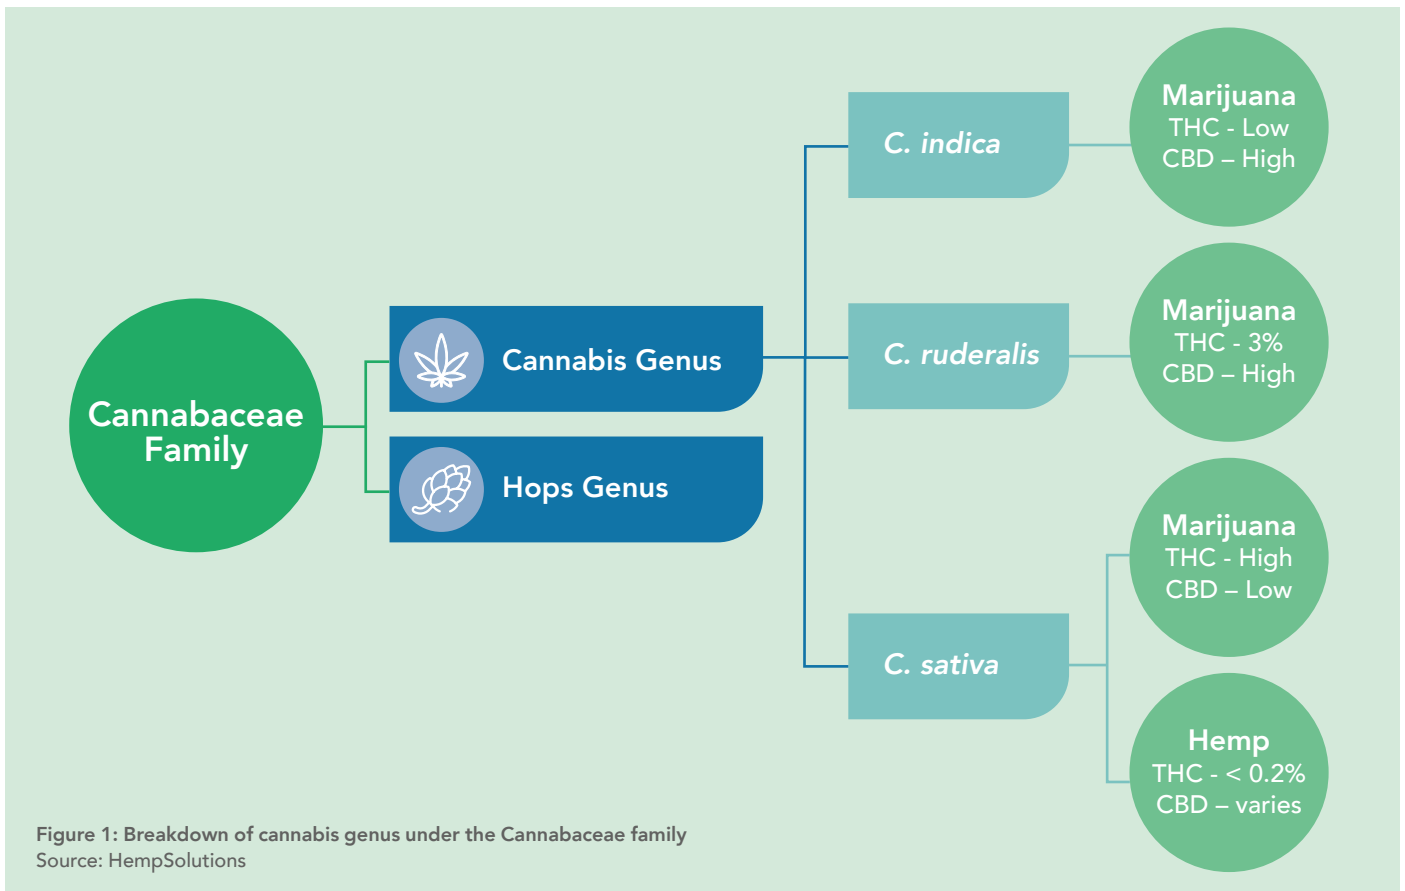 Cannabaceae
Family
Cannabis Genus
Hops Genus
C. indica
Marijuana
THC - Low
CBD – High
C. ruderalis
Marijuana
THC - 3%
CBD – High
C. sativa
Marijuana
THC - High
CBD – Low
Hemp
THC - < 0.2%
CBD – varies
Figure 1: Breakdown of cannabis genus under the Cannabaceae family
Source: HempSolutions